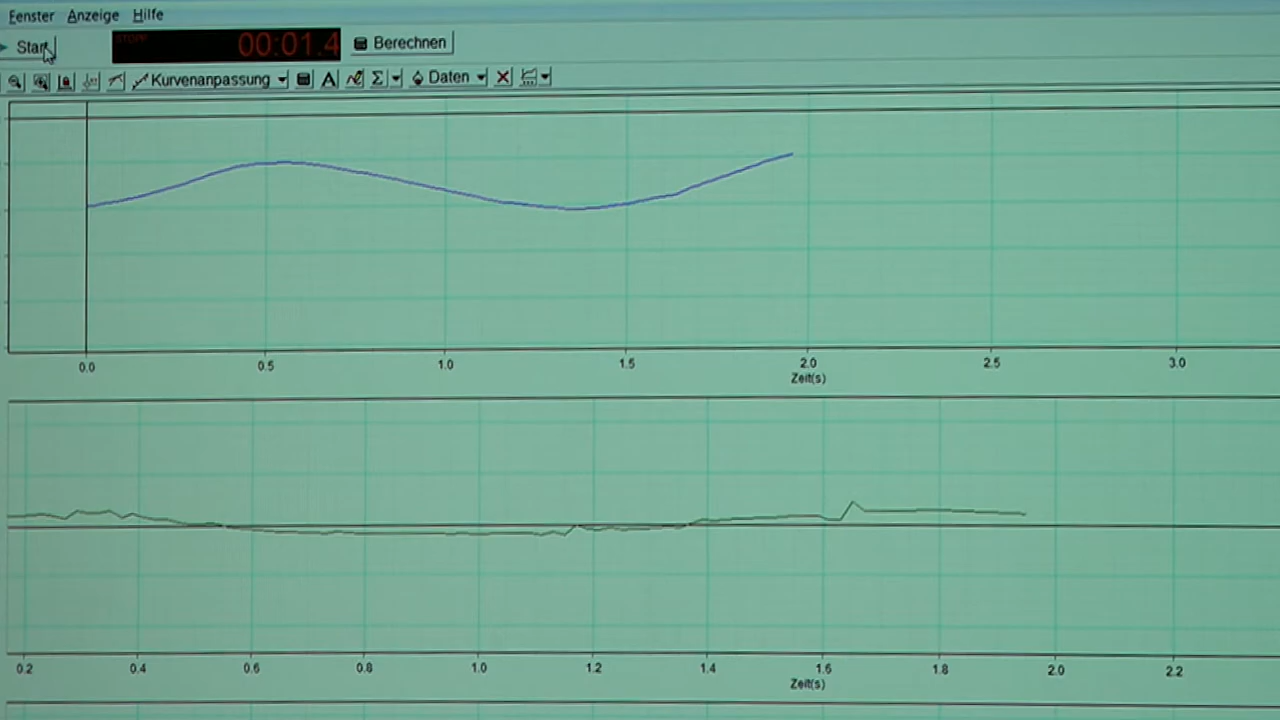 Fenster Anzeige Hilfe
Start STOPP 00:01.4 Berechnen
Kurvenanpassung A Σ Daten
0.0 0.5 1.0 1.5 2.0 2.5 3.0
Zeit(s)
0.2 0.4 0.6 0.8 1.0 1.2 1.4 1.6 1.8 2.0 2.2
Zeit(s)